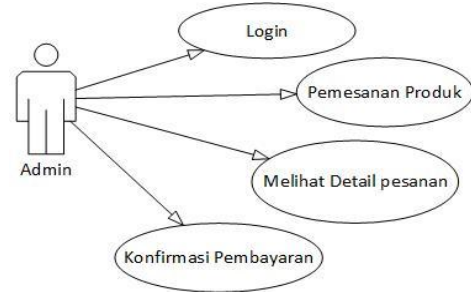 Login
Pemesanan Produk
Admin
Melihat Detail pesanan
Konfirmasi Pembayaran